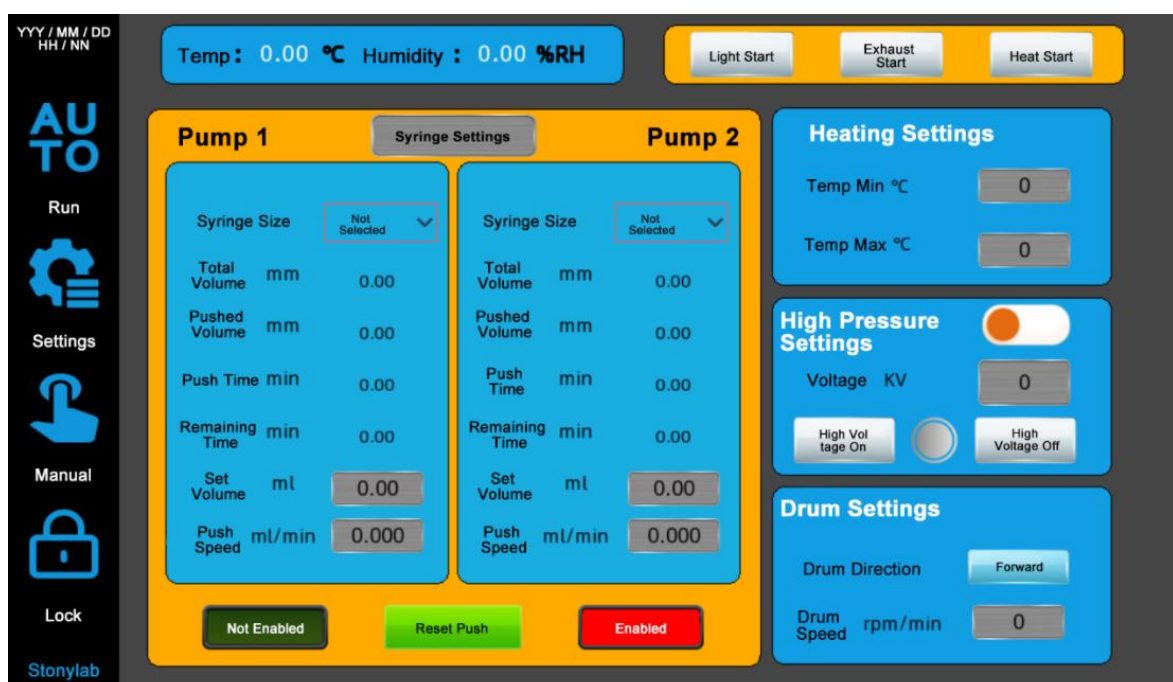 YYY / MM / DD
HH / NN
AU
TO
Run
Settings
Manual
Lock
Stonylab
Temp: 0.00 ℃ Humidity: 0.00 %RH
Light Start
Exhaust
Start
Heat Start
Pump 1
Syringe Settings
Pump 2
Syringe Size
Not
Selected
Total
Volume
mm
0.00
Pushed
Volume
mm
0.00
Push Time min
0.00
Remaining
Time
min
0.00
Set
Volume
ml
0.00
Push
Speed
ml/min
0.000
Syringe Size
Not
Selected
Total
Volume
mm
0.00
Pushed
Volume
mm
0.00
Push
Time
min
0.00
Remaining
Time
min
0.00
Set
Volume
ml
0.00
Push
Speed
ml/min
0.000
Not Enabled
Reset Push
Enabled
Heating Settings
Temp Min ℃
0
Temp Max ℃
0
High Pressure
Settings
Voltage KV
0
High Vol
tage On
High
Voltage Off
Drum Settings
Drum Direction
Forward
Drum
Speed
rpm/min
0